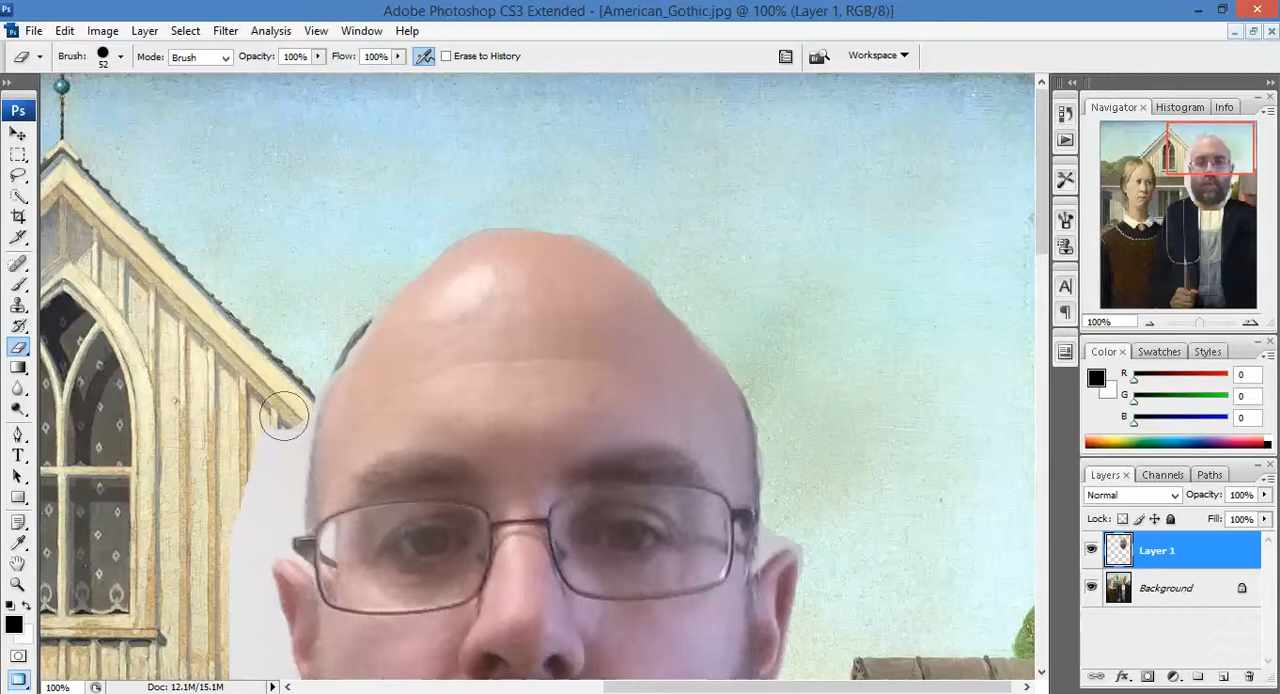 Ps Adobe Photoshop CS3 Extended - [American_Gothic.jpg @ 100% (Layer 1, RGB/8)]
File Edit Image Layer Select Filter Analysis View Window Help
Brush: 52 Mode: Brush Opacity: 100% Flow: 100% Erase to History Workspace
Ps
Navigator Histogram Info
100%
Color Swatches Styles
R 0
G 0
B 0
Layers Channels Paths
Normal Opacity: 100%
Lock: Fill: 100%
Layer 1
Background
100% Doc: 12.1M/15.1M